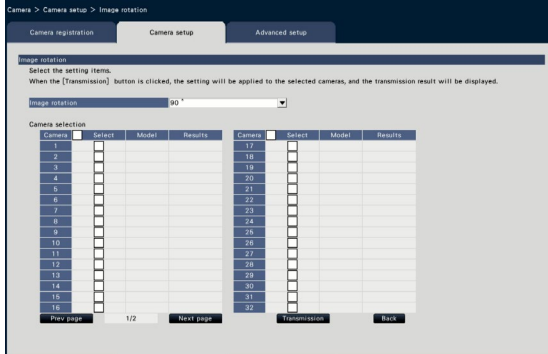 Camera > Camera setup > Image rotation
Camera registration Camera setup Advanced setup
Image rotation
Select the setting items.
When the [Transmission] button is clicked, the setting will be applied to the selected cameras, and the transmission result will be displayed.
Image rotation 90 °
Camera selection
Camera Select Model Results Camera Select Model Results
1 17
2 18
3 19
4 20
5 21
6 22
7 23
8 24
9 25
10 26
11 27
12 28
13 29
14 30
15 31
16 32
Prev page 1/2 Next page Transmission Back